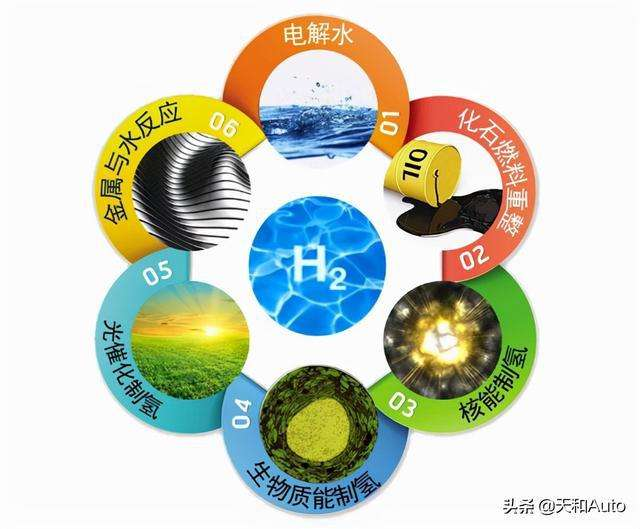 电解水
01
化石燃料重整
OIL
02
核能制氢
03
生物质能制氢
04
光催化制氢
05
金属与水反应
06
H2
头条 @天和Auto